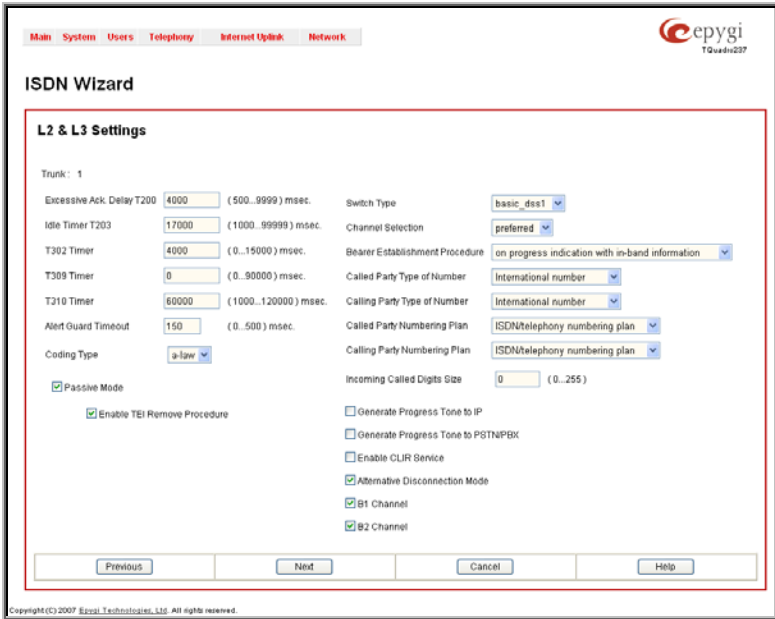 Main System Users Telephony Internet Uplink Network
epygi
TQuadro237
ISDN Wizard
L2 & L3 Settings
Trunk: 1
Excessive Ack. Delay T200 4000 (500...9999) msec.
Idle Timer T203 17000 (1000...99999) msec.
T302 Timer 4000 (0...15000) msec.
T309 Timer 0 (0...90000) msec.
T310 Timer 60000 (1000...120000) msec.
Alert Guard Timeout 150 (0...500) msec.
Coding Type a-law
Passive Mode
Enable TEI Remove Procedure
Switch Type basic_dss1
Channel Selection preferred
Bearer Establishment Procedure on progress indication with in-band information
Called Party Type of Number International number
Calling Party Type of Number International number
Called Party Numbering Plan ISDN/telephony numbering plan
Calling Party Numbering Plan ISDN/telephony numbering plan
Incoming Called Digits Size 0 (0...255)
Generate Progress Tone to IP
Generate Progress Tone to PSTN/PBX
Enable CLIR Service
Alternative Disconnection Mode
B1 Channel
B2 Channel
Previous Next Cancel Help
Copyright (C) 2007 Epygi Technologies, Ltd. All rights reserved.